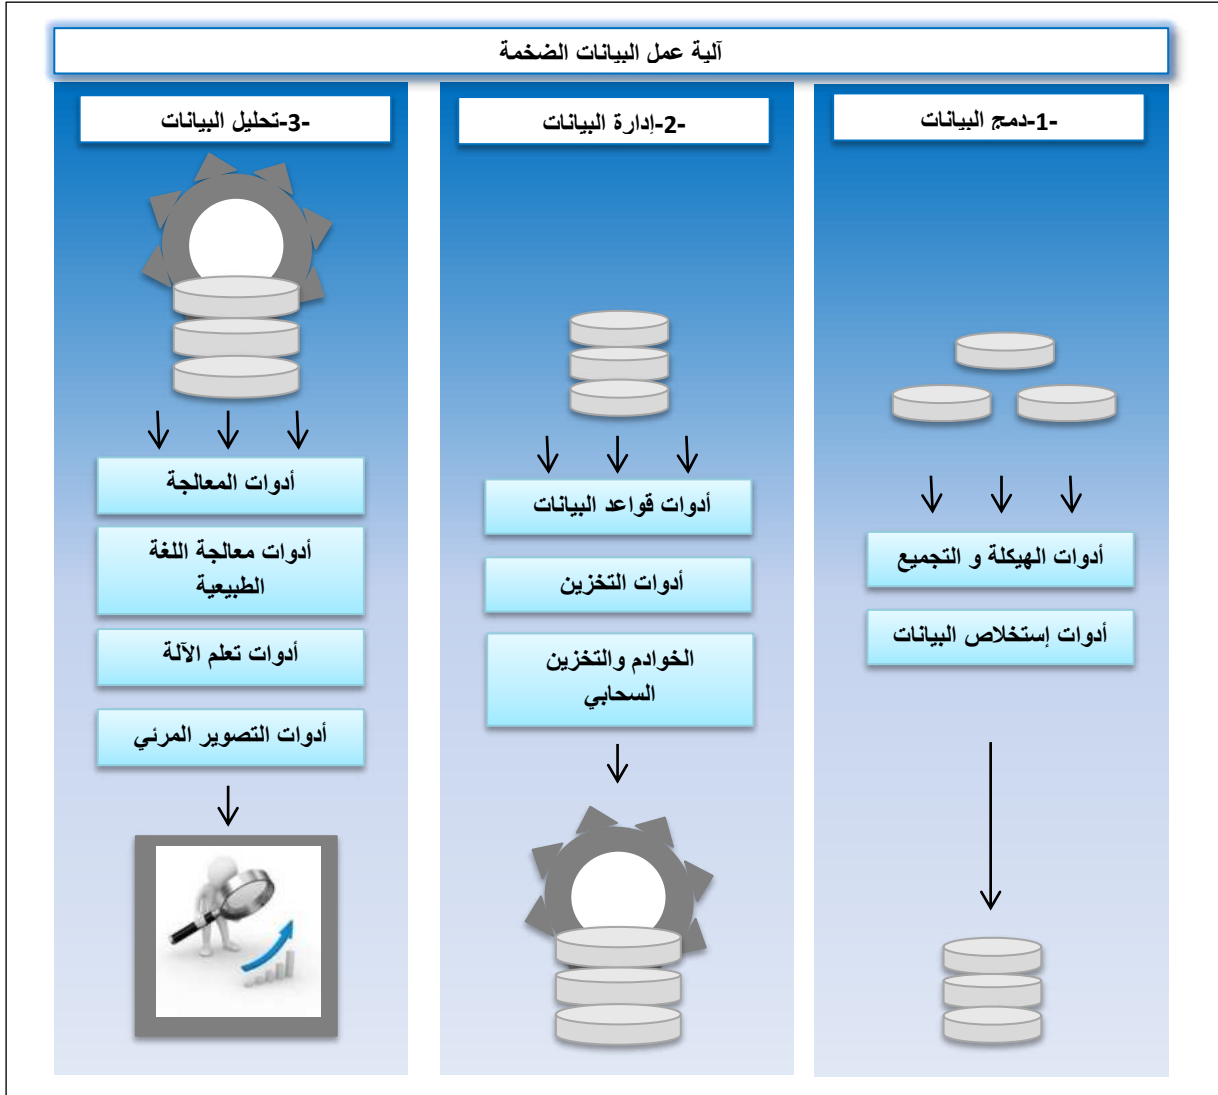 آلية عمل البيانات الضخمة
-1-دمج البيانات
أدوات الهيكلة و التجميع
أدوات إستخلاص البيانات
-2-إدارة البيانات
أدوات قواعد البيانات
أدوات التخزين
الخوادم والتخزين
السحابي
-3-تحليل البيانات
أدوات المعالجة
أدوات معالجة اللغة
الطبيعية
أدوات تعلم الآلة
أدوات التصوير المرئي